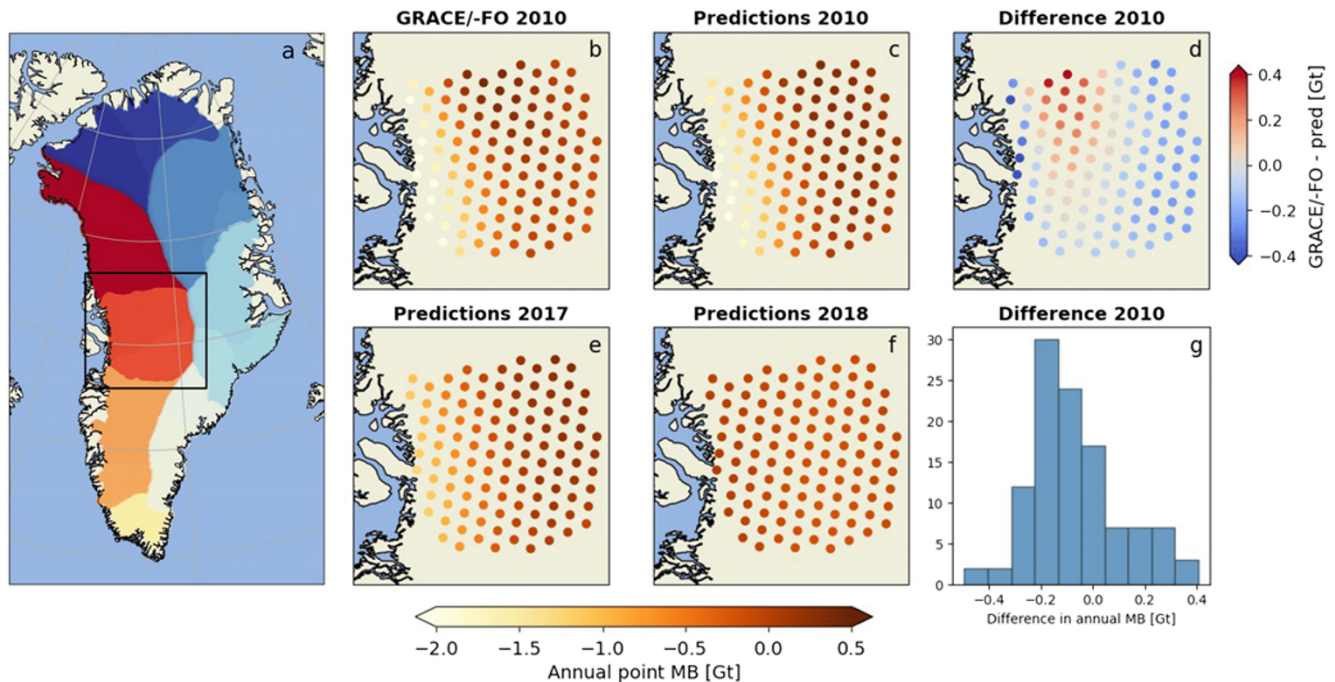 GRACE/-FO 2010
Predictions 2010
Difference 2010
a
b
c
d
0.4
0.2
0.0
−0.2
−0.4
GRACE/-FO - pred [Gt]
Predictions 2017
Predictions 2018
Difference 2010
e
f
g
30
25
20
15
10
5
0
−0.4 −0.2 0.0 0.2 0.4
Difference in annual MB [Gt]
−2.0 −1.5 −1.0 −0.5 0.0 0.5
Annual point MB [Gt]